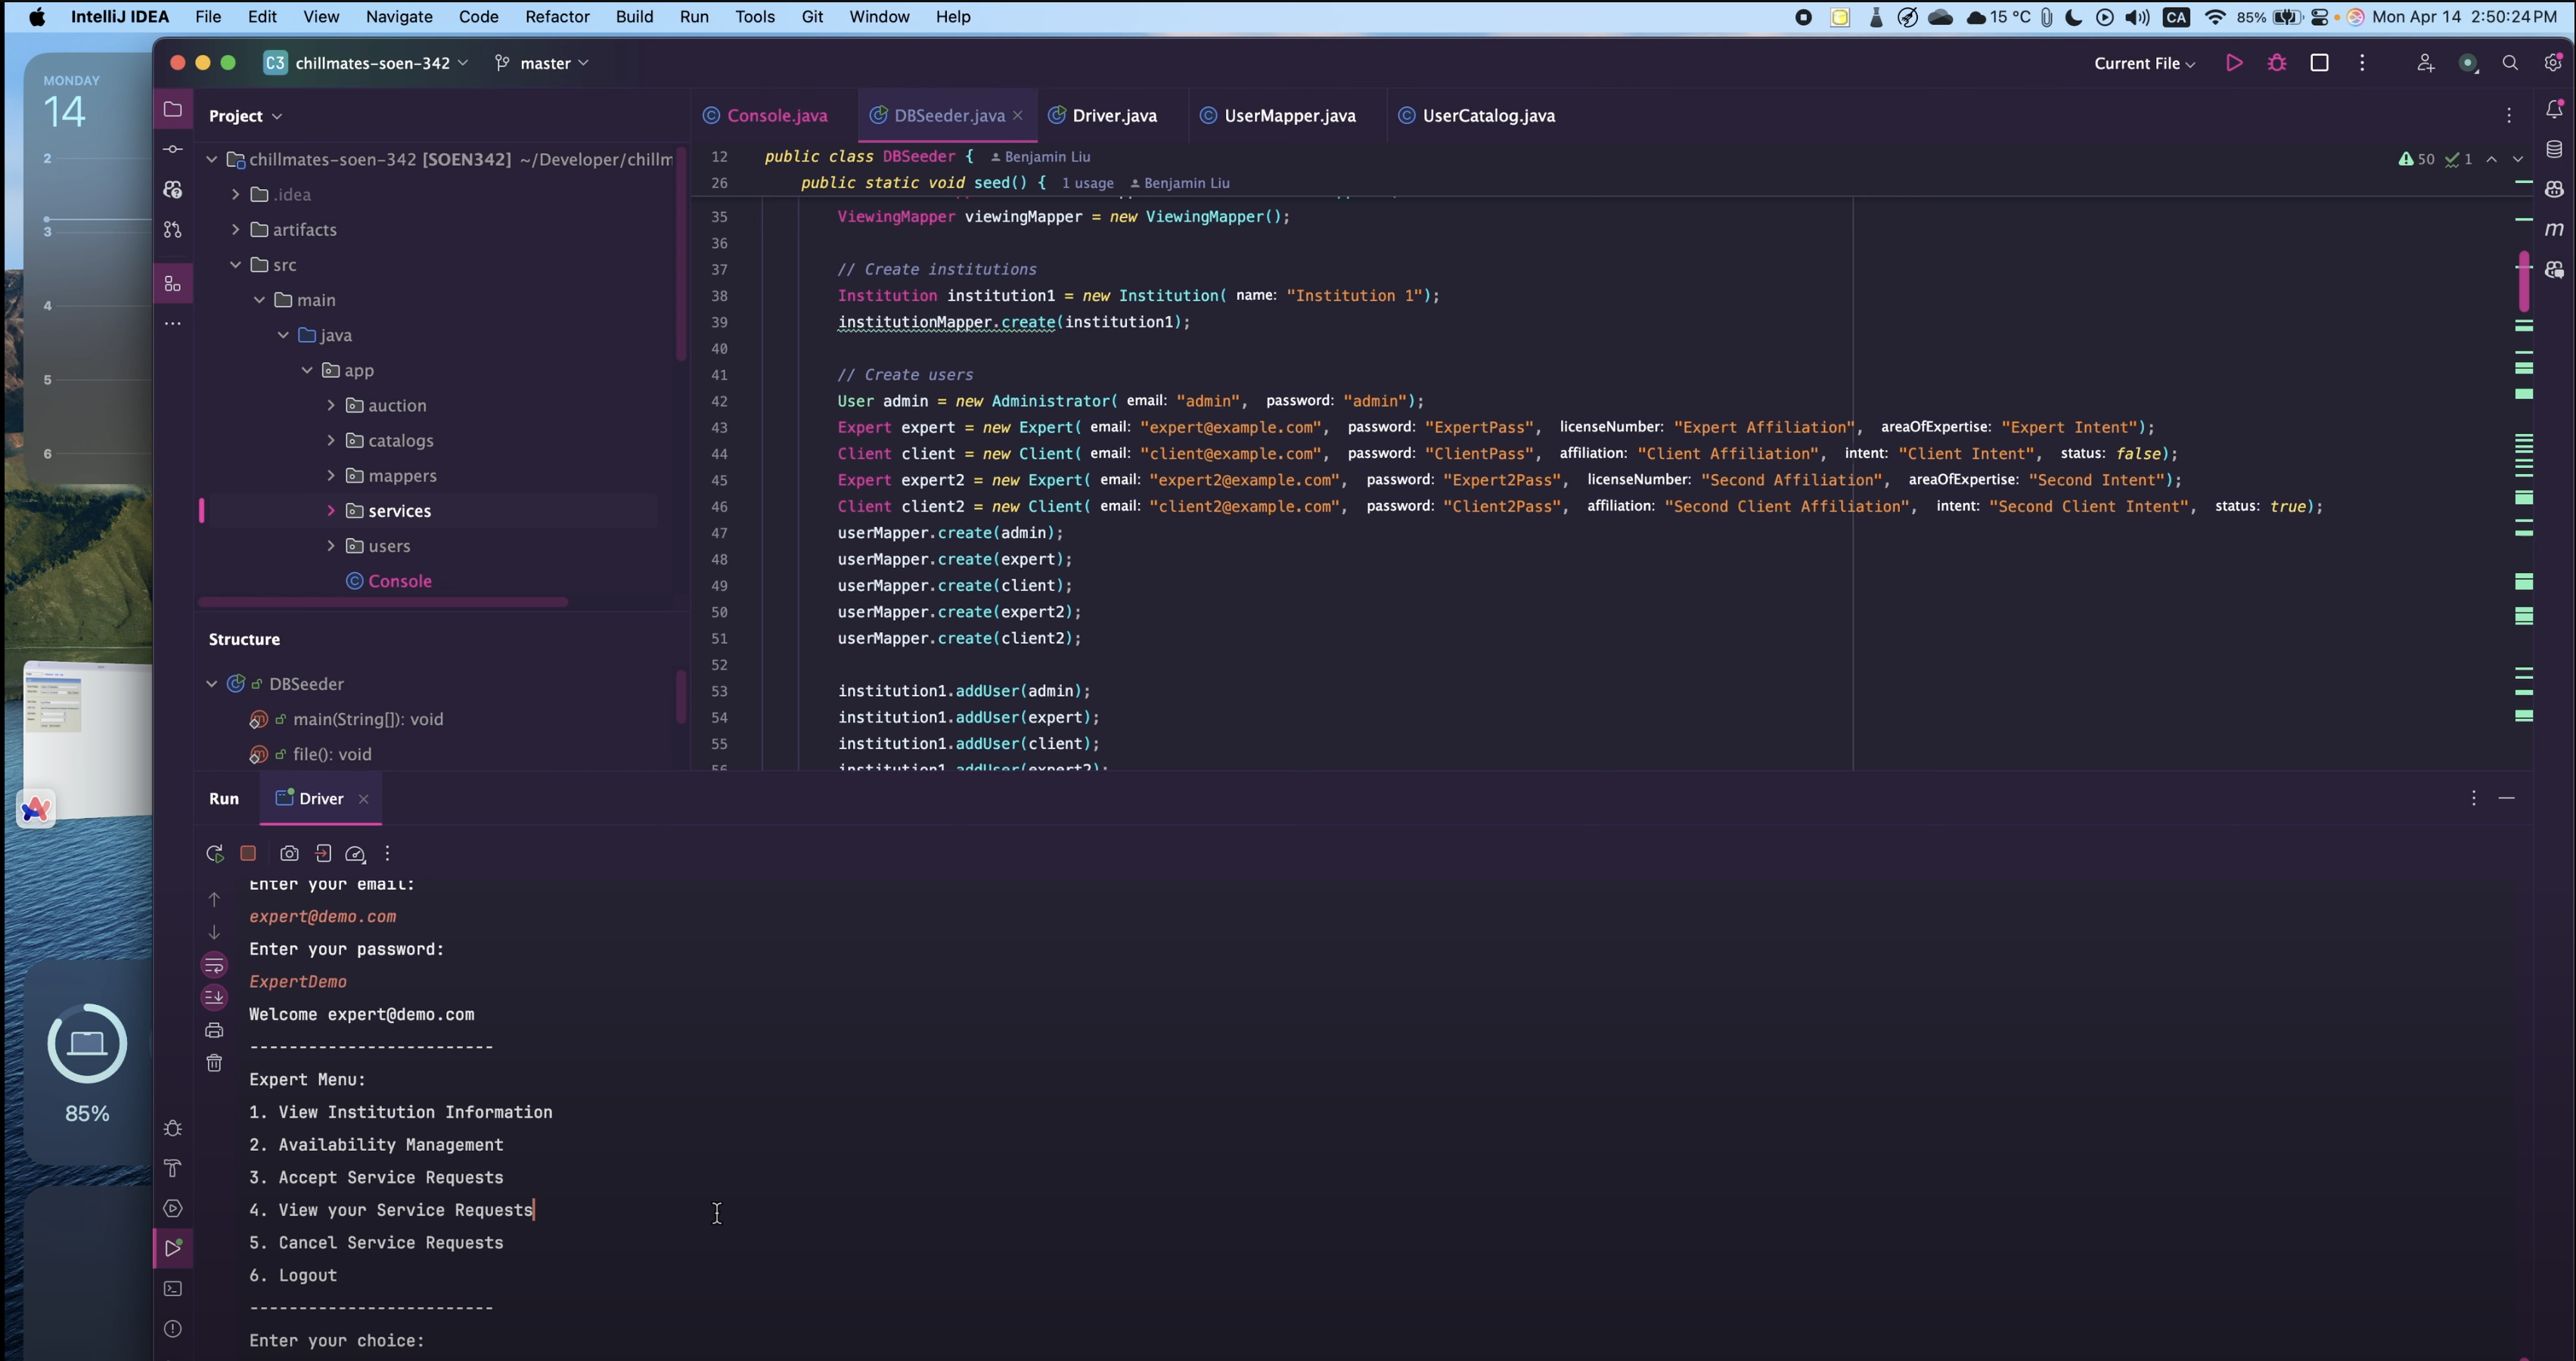 IntelliJ IDEA File Edit View Navigate Code Refactor Build Run Tools Git Window Help 15 °C CA 85% Mon Apr 14 2:50:24 PM
MONDAY
14
2
3
4
5
6
85%
C3 chillmates-soen-342 master Current File
Project
chillmates-soen-342 [SOEN342] ~/Developer/chillm
.idea
artifacts
src
main
java
app
auction
catalogs
mappers
services
users
Console
Structure
DBSeeder
main(String[]): void
file(): void
Console.java DBSeeder.java Driver.java UserMapper.java UserCatalog.java
50 1
12 public class DBSeeder { Benjamin Liu
26 public static void seed() { 1 usage Benjamin Liu
35 ViewingMapper viewingMapper = new ViewingMapper();
36
37 // Create institutions
38 Institution institution1 = new Institution( name: "Institution 1");
39 institutionMapper.create(institution1);
40
41 // Create users
42 User admin = new Administrator( email: "admin", password: "admin");
43 Expert expert = new Expert( email: "expert@example.com", password: "ExpertPass", licenseNumber: "Expert Affiliation", areaOfExpertise: "Expert Intent");
44 Client client = new Client( email: "client@example.com", password: "ClientPass", affiliation: "Client Affiliation", intent: "Client Intent", status: false);
45 Expert expert2 = new Expert( email: "expert2@example.com", password: "Expert2Pass", licenseNumber: "Second Affiliation", areaOfExpertise: "Second Intent");
46 Client client2 = new Client( email: "client2@example.com", password: "Client2Pass", affiliation: "Second Client Affiliation", intent: "Second Client Intent", status: true);
47 userMapper.create(admin);
48 userMapper.create(expert);
49 userMapper.create(client);
50 userMapper.create(expert2);
51 userMapper.create(client2);
52
53 institution1.addUser(admin);
54 institution1.addUser(expert);
55 institution1.addUser(client);
56 institution1.addUser(expert2);
Run Driver
Enter your email:
expert@demo.com
Enter your password:
ExpertDemo
Welcome expert@demo.com
-------------------------
Expert Menu:
1. View Institution Information
2. Availability Management
3. Accept Service Requests
4. View your Service Requests
5. Cancel Service Requests
6. Logout
-------------------------
Enter your choice: